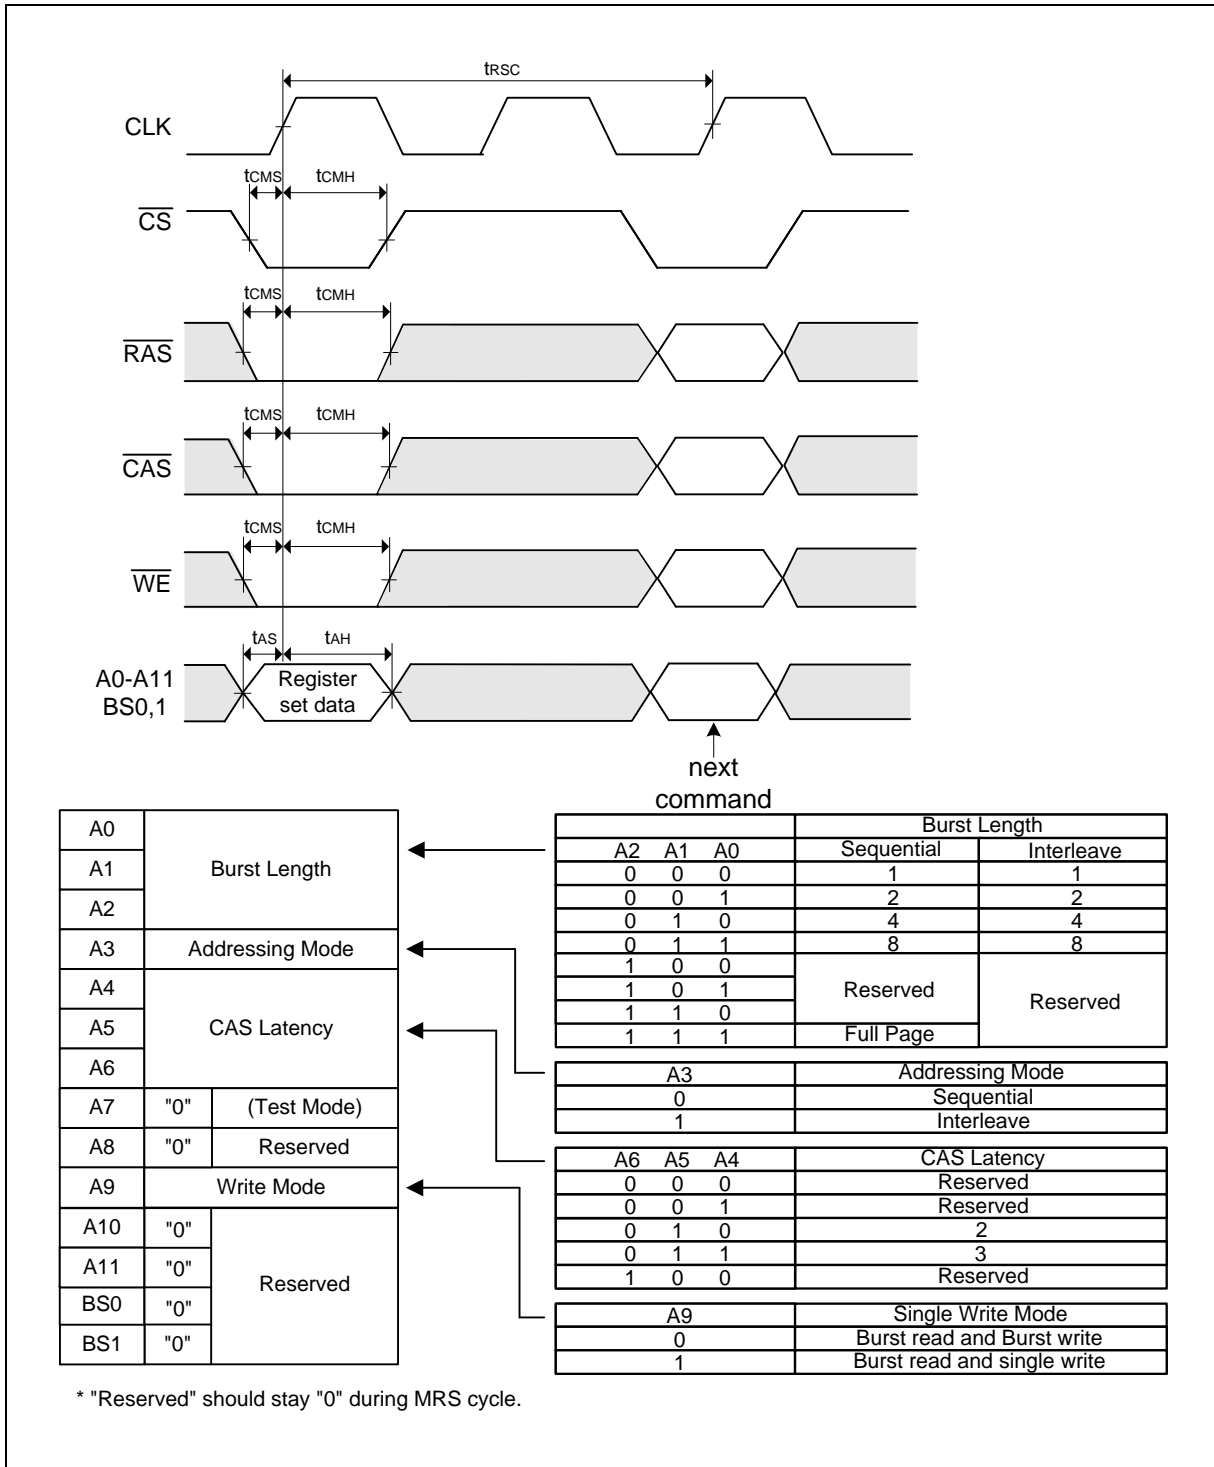 tRSC
CLK
tCMS tCMH
CS
tCMS tCMH
RAS
tCMS tCMH
CAS
tCMS tCMH
WE
tAS tAH
A0-A11
BS0,1
Register
set data
next
command
A0
A1
A2
Burst Length
A3 Addressing Mode
A4
A5
A6
CAS Latency
A7 "0" (Test Mode)
A8 "0" Reserved
A9 Write Mode
A10 "0"
A11 "0"
BS0 "0"
BS1 "0"
Reserved
Burst Length
A2 A1 A0 Sequential Interleave
0 0 0 1 1
0 0 1 2 2
0 1 0 4 4
0 1 1 8 8
1 0 0
1 0 1 Reserved Reserved
1 1 0
1 1 1 Full Page
A3 Addressing Mode
0 Sequential
1 Interleave
A6 A5 A4 CAS Latency
0 0 0 Reserved
0 0 1 Reserved
0 1 0 2
0 1 1 3
1 0 0 Reserved
A9 Single Write Mode
0 Burst read and Burst write
1 Burst read and single write
* "Reserved" should stay "0" during MRS cycle.